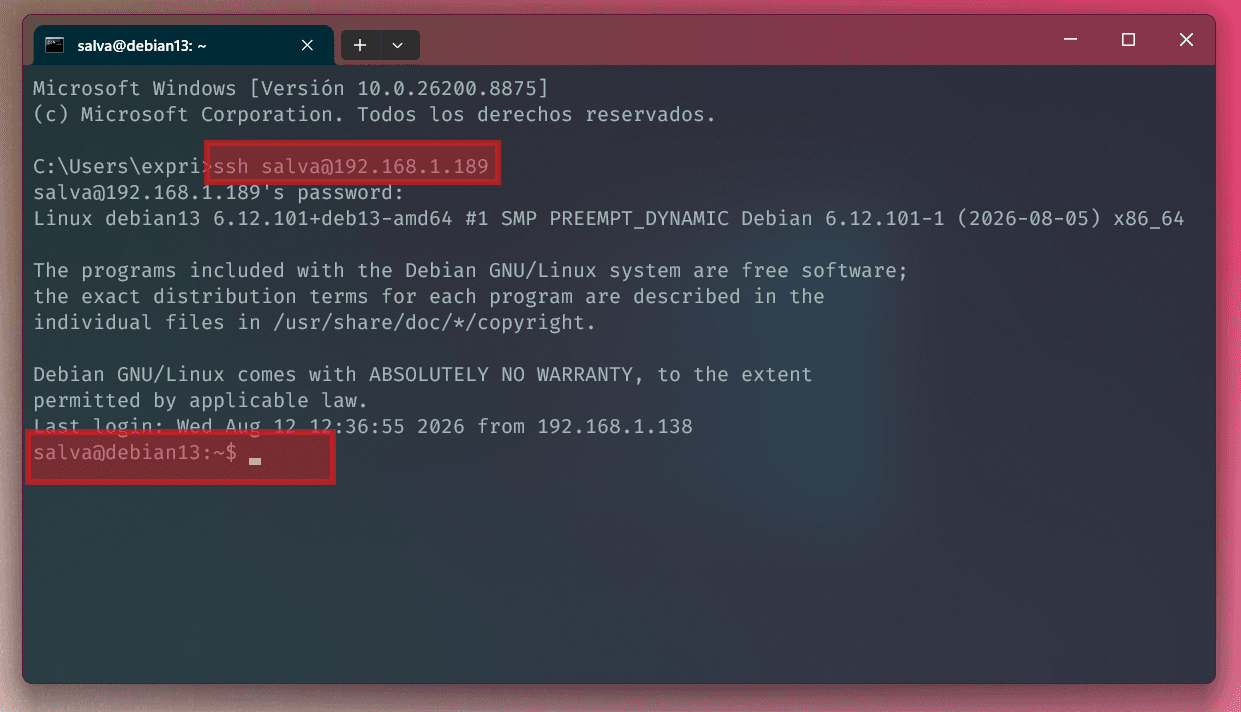 salva@debian13: ~
Microsoft Windows [Versión 10.0.26200.8875]
(c) Microsoft Corporation. Todos los derechos reservados.
C:\Users\expri>ssh salva@192.168.1.189
salva@192.168.1.189's password:
Linux debian13 6.12.101+deb13-amd64 #1 SMP PREEMPT_DYNAMIC Debian 6.12.101-1 (2026-08-05) x86_64
The programs included with the Debian GNU/Linux system are free software;
the exact distribution terms for each program are described in the
individual files in /usr/share/doc/*/copyright.
Debian GNU/Linux comes with ABSOLUTELY NO WARRANTY, to the extent
permitted by applicable law.
Last login: Wed Aug 12 12:36:55 2026 from 192.168.1.138
salva@debian13:~$